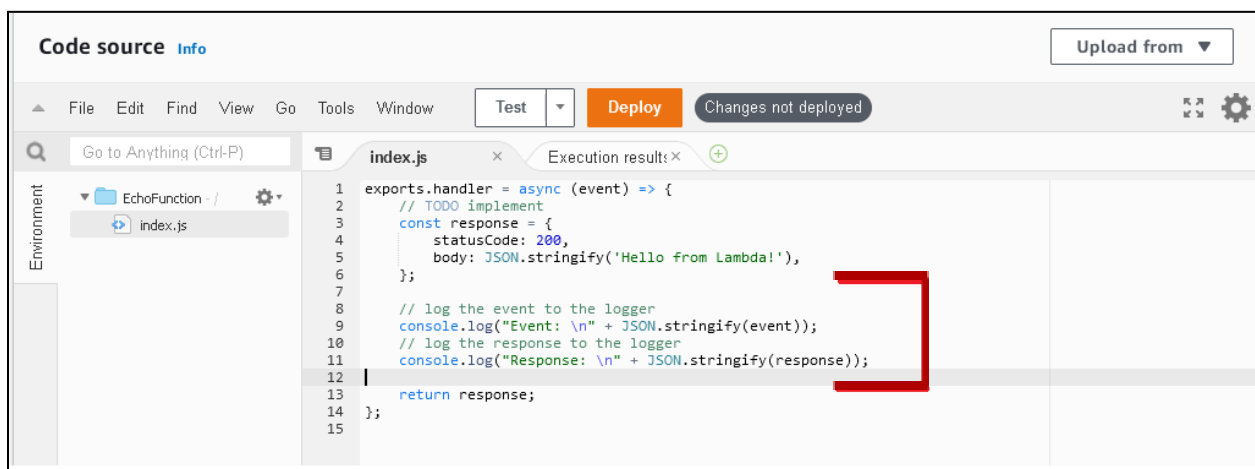 Code source Info
Upload from
File Edit Find View Go Tools Window Test Deploy Changes not deployed
Go to Anything (Ctrl-P)
index.js Execution results
Environment
EchoFunction - /
index.js
1 exports.handler = async (event) => {
2     // TODO implement
3     const response = {
4         statusCode: 200,
5         body: JSON.stringify('Hello from Lambda!'),
6     };
7
8     // log the event to the logger
9     console.log("Event: \n" + JSON.stringify(event));
10     // log the response to the logger
11     console.log("Response: \n" + JSON.stringify(response));
12
13     return response;
14 };
15